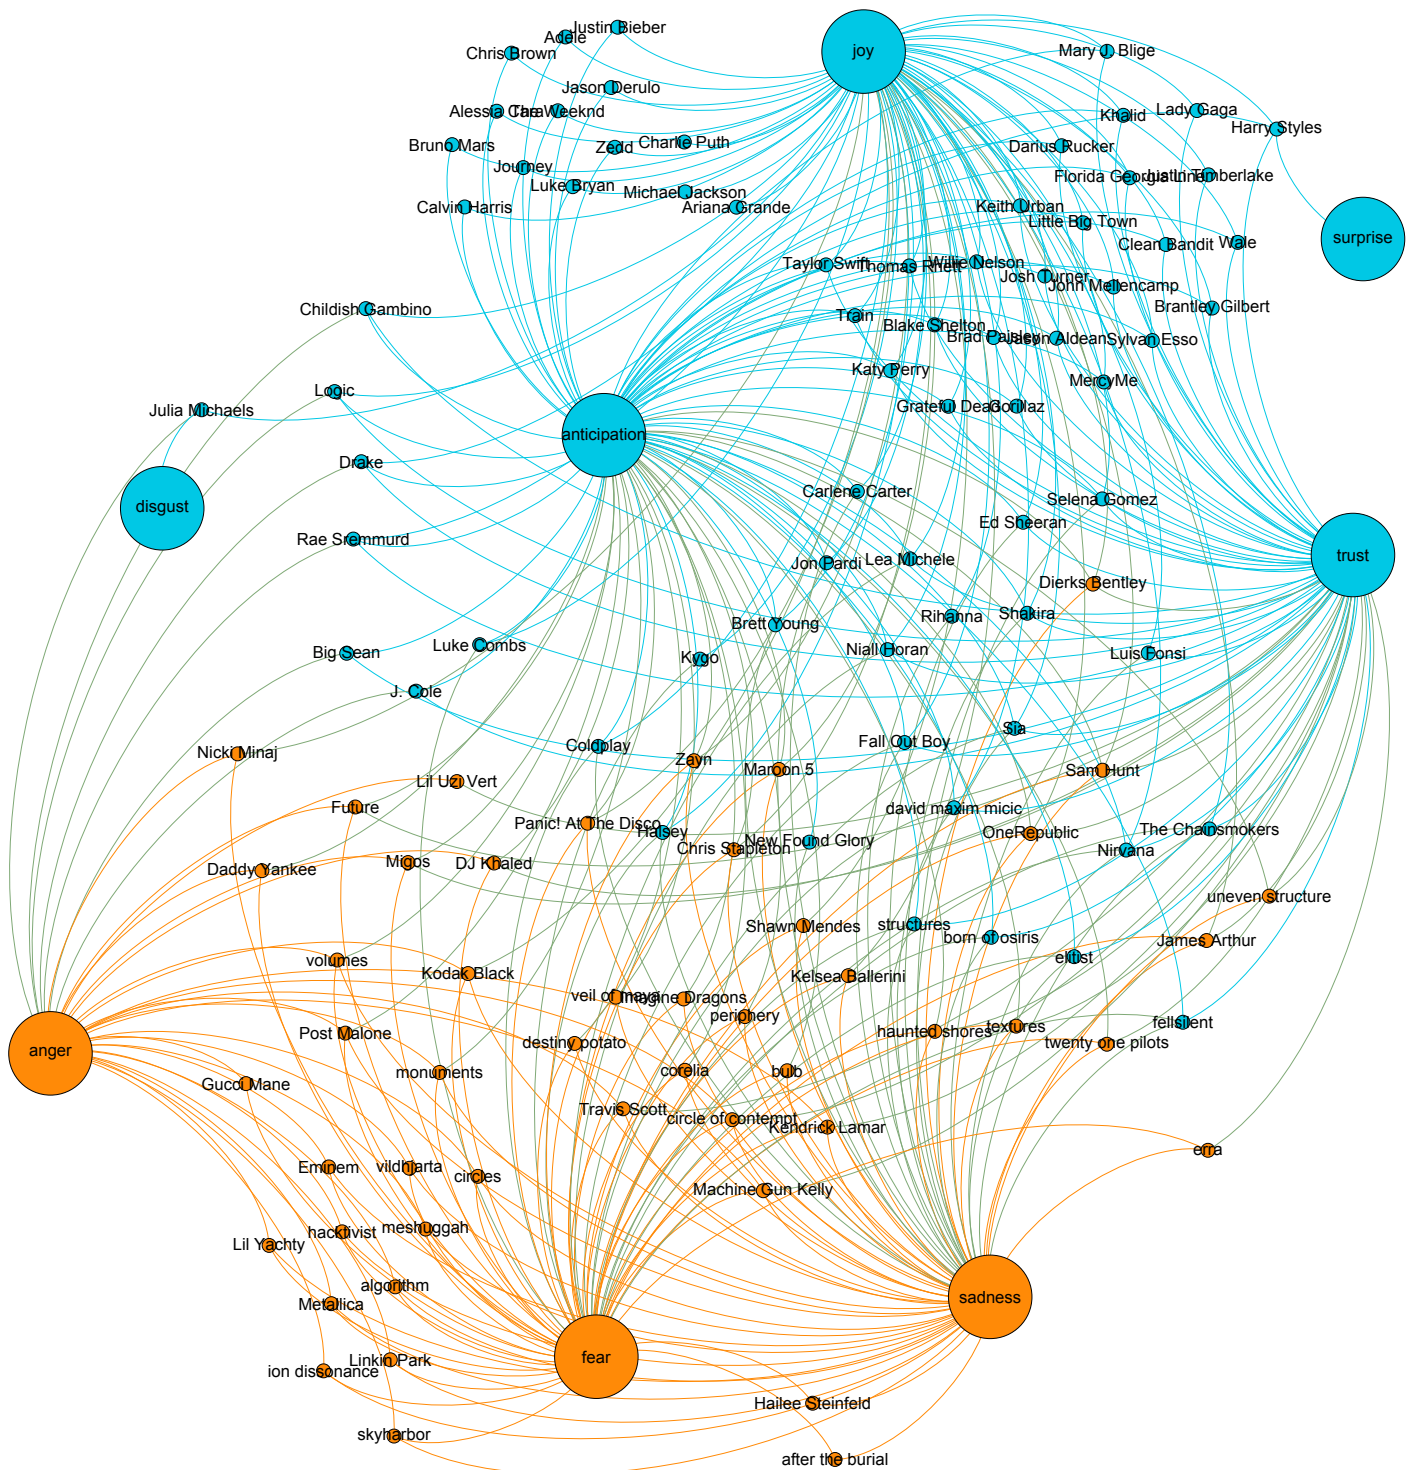 Justin Bieber
Adele
joy
Chris Brown
Mary J. Blige
Jason Derulo
Alessia Cara
The Weeknd
Lady Gaga
Khalid
Harry Styles
Bruno Mars
Charlie Puth
Zedd
Darius Rucker
Journey
Luke Bryan
Michael Jackson
Florida Georgia Line
Justin Timberlake
Calvin Harris
Ariana Grande
Keith Urban
Little Big Town
surprise
Clean Bandit
Wale
Taylor Swift
Thomas Rhett
Willie Nelson
Josh Turner
John Mellencamp
Childish Gambino
Brantley Gilbert
Train
Blake Shelton
Brad Paisley
Jason Aldean
Sylvan Esso
Katy Perry
MercyMe
Logic
Julia Michaels
Grateful Dead
Gorillaz
anticipation
Drake
Carlene Carter
Selena Gomez
disgust
Ed Sheeran
Rae Sremmurd
trust
Jon Pardi
Lea Michele
Dierks Bentley
Rihanna
Shakira
Brett Young
Luke Combs
Big Sean
Kygo
Niall Horan
Luis Fonsi
J. Cole
Sia
Coldplay
Fall Out Boy
Nicki Minaj
Zayn
Maroon 5
Sam Hunt
Lil Uzi Vert
Future
david maxim micic
Panic! At The Disco
Halsey
OneRepublic
The Chainsmokers
New Found Glory
Chris Stapleton
Nirvana
Daddy Yankee
Migos
DJ Khaled
uneven structure
Shawn Mendes
structures
born of osiris
James Arthur
elitist
volumes
Kodak Black
Kelsea Ballerini
veil of maya
Imagine Dragons
periphery
Post Malone
haunted shores
textures
fellsilent
destiny potato
twenty one pilots
anger
Gucci Mane
monuments
corelia
bulb
Travis Scott
circle of contempt
Kendrick Lamar
erra
Eminem
vildhjarta
circles
Machine Gun Kelly
hacktivist
meshuggah
Lil Yachty
algorithm
Metallica
sadness
fear
Linkin Park
ion dissonance
Hailee Steinfeld
skyharbor
after the burial